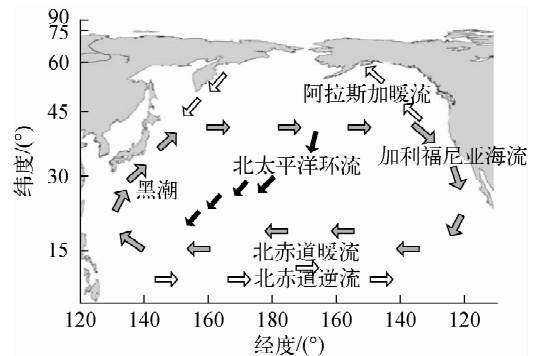 90
75
60
45
30
15
纬度/(°)
阿拉斯加暖流
加利福尼亚海流
北太平洋环流
黑潮
北赤道暖流
北赤道逆流
120 140 160 180 160 140 120
经度/(°)